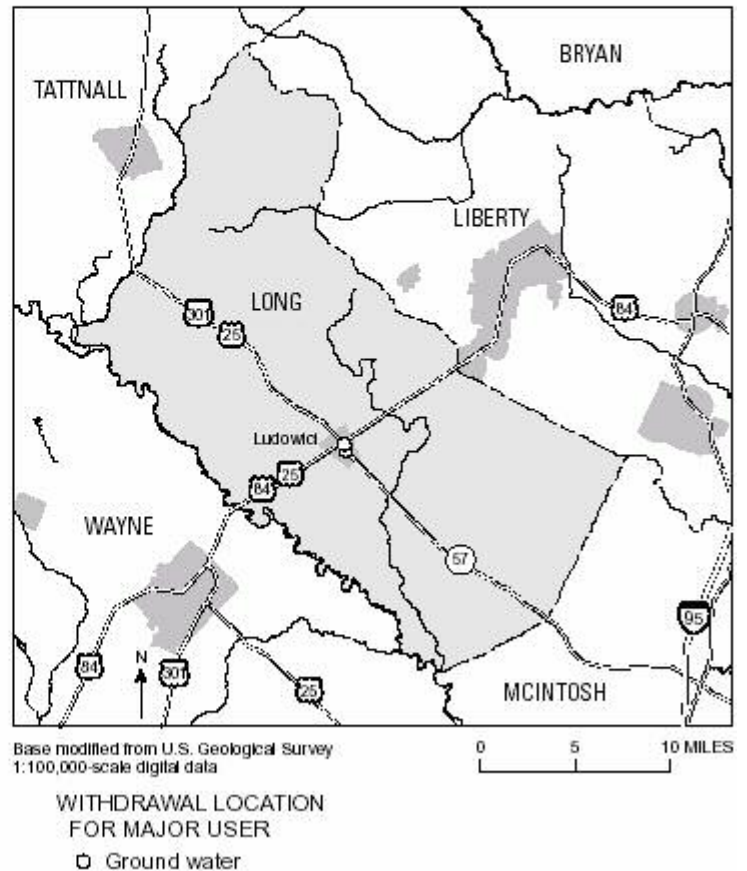 BRYAN
TATTNALL
LIBERTY
LONG
301
25
84
Ludowici
25
84
WAYNE
57
95
84
N
301
25
MCINTOSH
Base modified from U.S. Geological Survey
1:100,000-scale digital data
0 5 10 MILES
WITHDRAWAL LOCATION
FOR MAJOR USER
Ground water